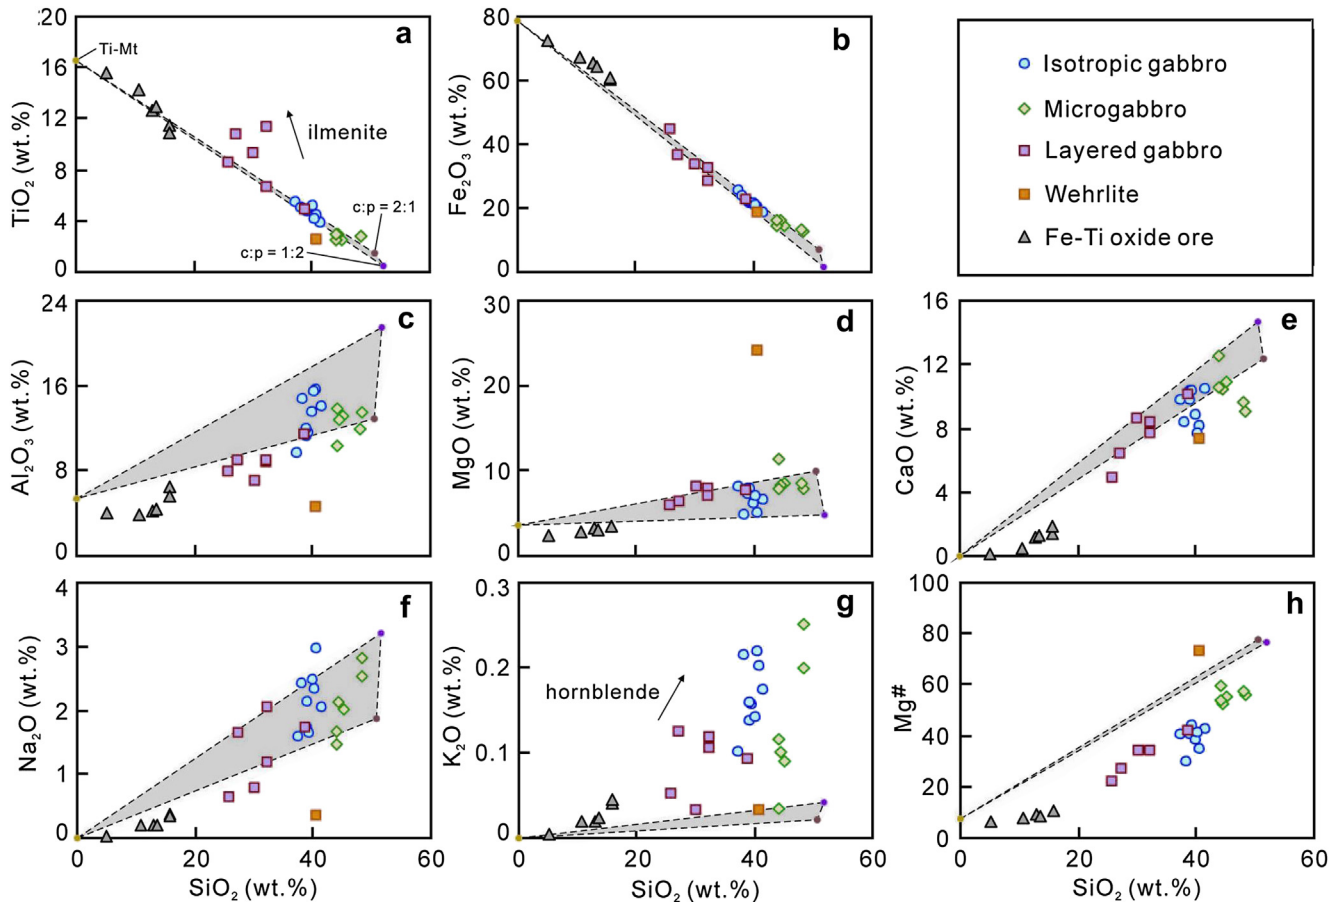 20
16
12
8
4
0
TiO₂ (wt.%)
Ti-Mt
a
ilmenite
c:p = 2:1
c:p = 1:2
80
60
40
20
0
Fe₂O₃ (wt.%)
b
Isotropic gabbro
Microgabbro
Layered gabbro
Wehrlite
Fe-Ti oxide ore
24
16
8
0
Al₂O₃ (wt.%)
c
30
20
10
0
MgO (wt.%)
d
16
12
8
4
0
CaO (wt.%)
e
4
3
2
1
0
Na₂O (wt.%)
f
0 20 40 60
SiO₂ (wt.%)
0.3
0.2
0.1
0
K₂O (wt.%)
g
hornblende
0 20 40 60
SiO₂ (wt.%)
100
80
60
40
20
0
Mg#
h
0 20 40 60
SiO₂ (wt.%)